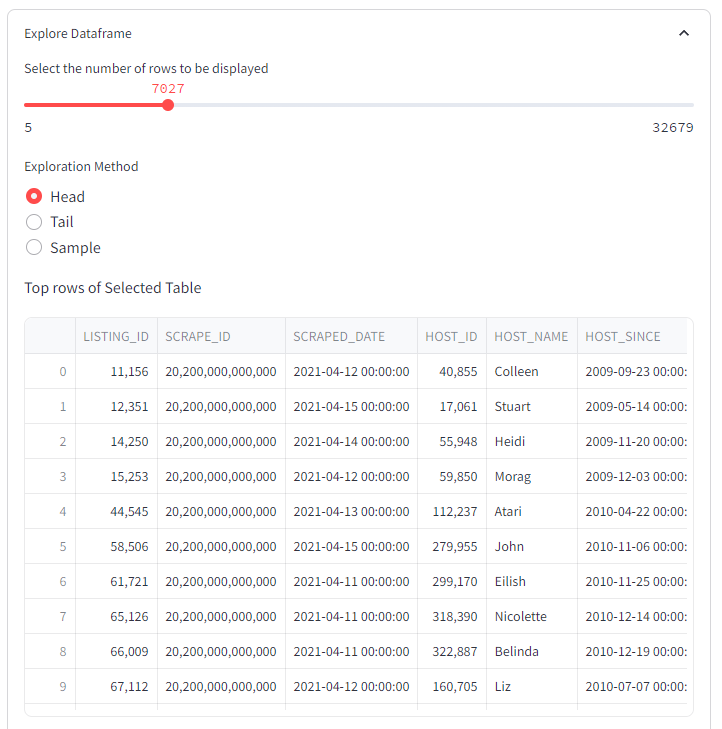 Explore Dataframe
Select the number of rows to be displayed
7027
5 32679
Exploration Method
Head
Tail
Sample
Top rows of Selected Table
LISTING_ID SCRAPE_ID SCRAPED_DATE HOST_ID HOST_NAME HOST_SINCE
0 11,156 20,200,000,000,000 2021-04-12 00:00:00 40,855 Colleen 2009-09-23 00:00:
1 12,351 20,200,000,000,000 2021-04-15 00:00:00 17,061 Stuart 2009-05-14 00:00:
2 14,250 20,200,000,000,000 2021-04-14 00:00:00 55,948 Heidi 2009-11-20 00:00:
3 15,253 20,200,000,000,000 2021-04-12 00:00:00 59,850 Morag 2009-12-03 00:00:
4 44,545 20,200,000,000,000 2021-04-13 00:00:00 112,237 Atari 2010-04-22 00:00:
5 58,506 20,200,000,000,000 2021-04-15 00:00:00 279,955 John 2010-11-06 00:00:
6 61,721 20,200,000,000,000 2021-04-11 00:00:00 299,170 Eilish 2010-11-25 00:00:
7 65,126 20,200,000,000,000 2021-04-11 00:00:00 318,390 Nicolette 2010-12-14 00:00:
8 66,009 20,200,000,000,000 2021-04-11 00:00:00 322,887 Belinda 2010-12-19 00:00:
9 67,112 20,200,000,000,000 2021-04-12 00:00:00 160,705 Liz 2010-07-07 00:00: